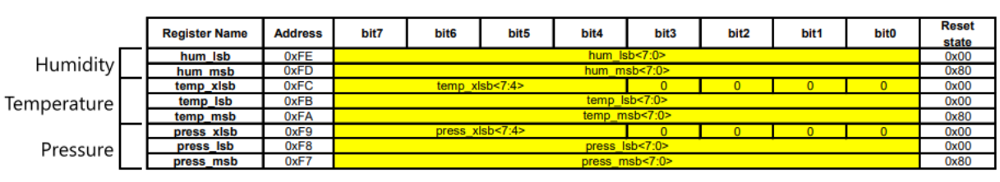 Register Name Address bit7 bit6 bit5 bit4 bit3 bit2 bit1 bit0 Reset state
Humidity
hum_lsb 0xFE hum_lsb<7:0> 0x00
hum_msb 0xFD hum_msb<7:0> 0x80
Temperature
temp_xlsb 0xFC temp_xlsb<7:4> 0 0 0 0 0x00
temp_lsb 0xFB temp_lsb<7:0> 0x00
temp_msb 0xFA temp_msb<7:0> 0x80
Pressure
press_xlsb 0xF9 press_xlsb<7:4> 0 0 0 0 0x00
press_lsb 0xF8 press_lsb<7:0> 0x00
press_msb 0xF7 press_msb<7:0> 0x80